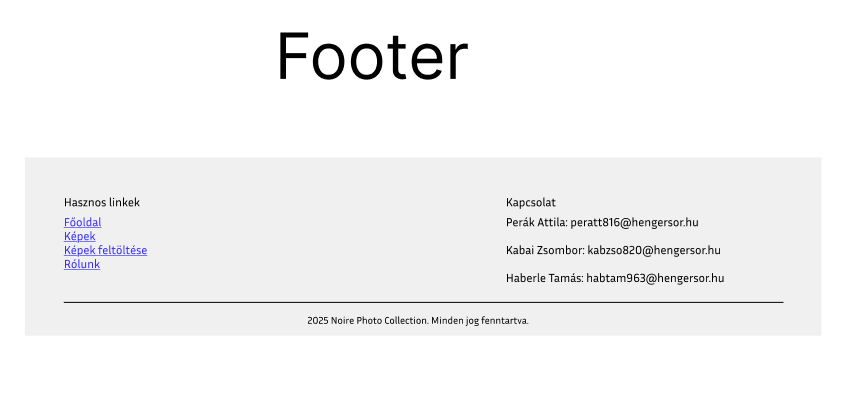 Footer
Hasznos linkek
Főoldal
Képek
Képek feltöltése
Rólunk
Kapcsolat
Perák Attila: peratt816@hengersor.hu
Kabai Zsombor: kabzso820@hengersor.hu
Haberle Tamás: habtam963@hengersor.hu
2025 Noire Photo Collection. Minden jog fenntartva.